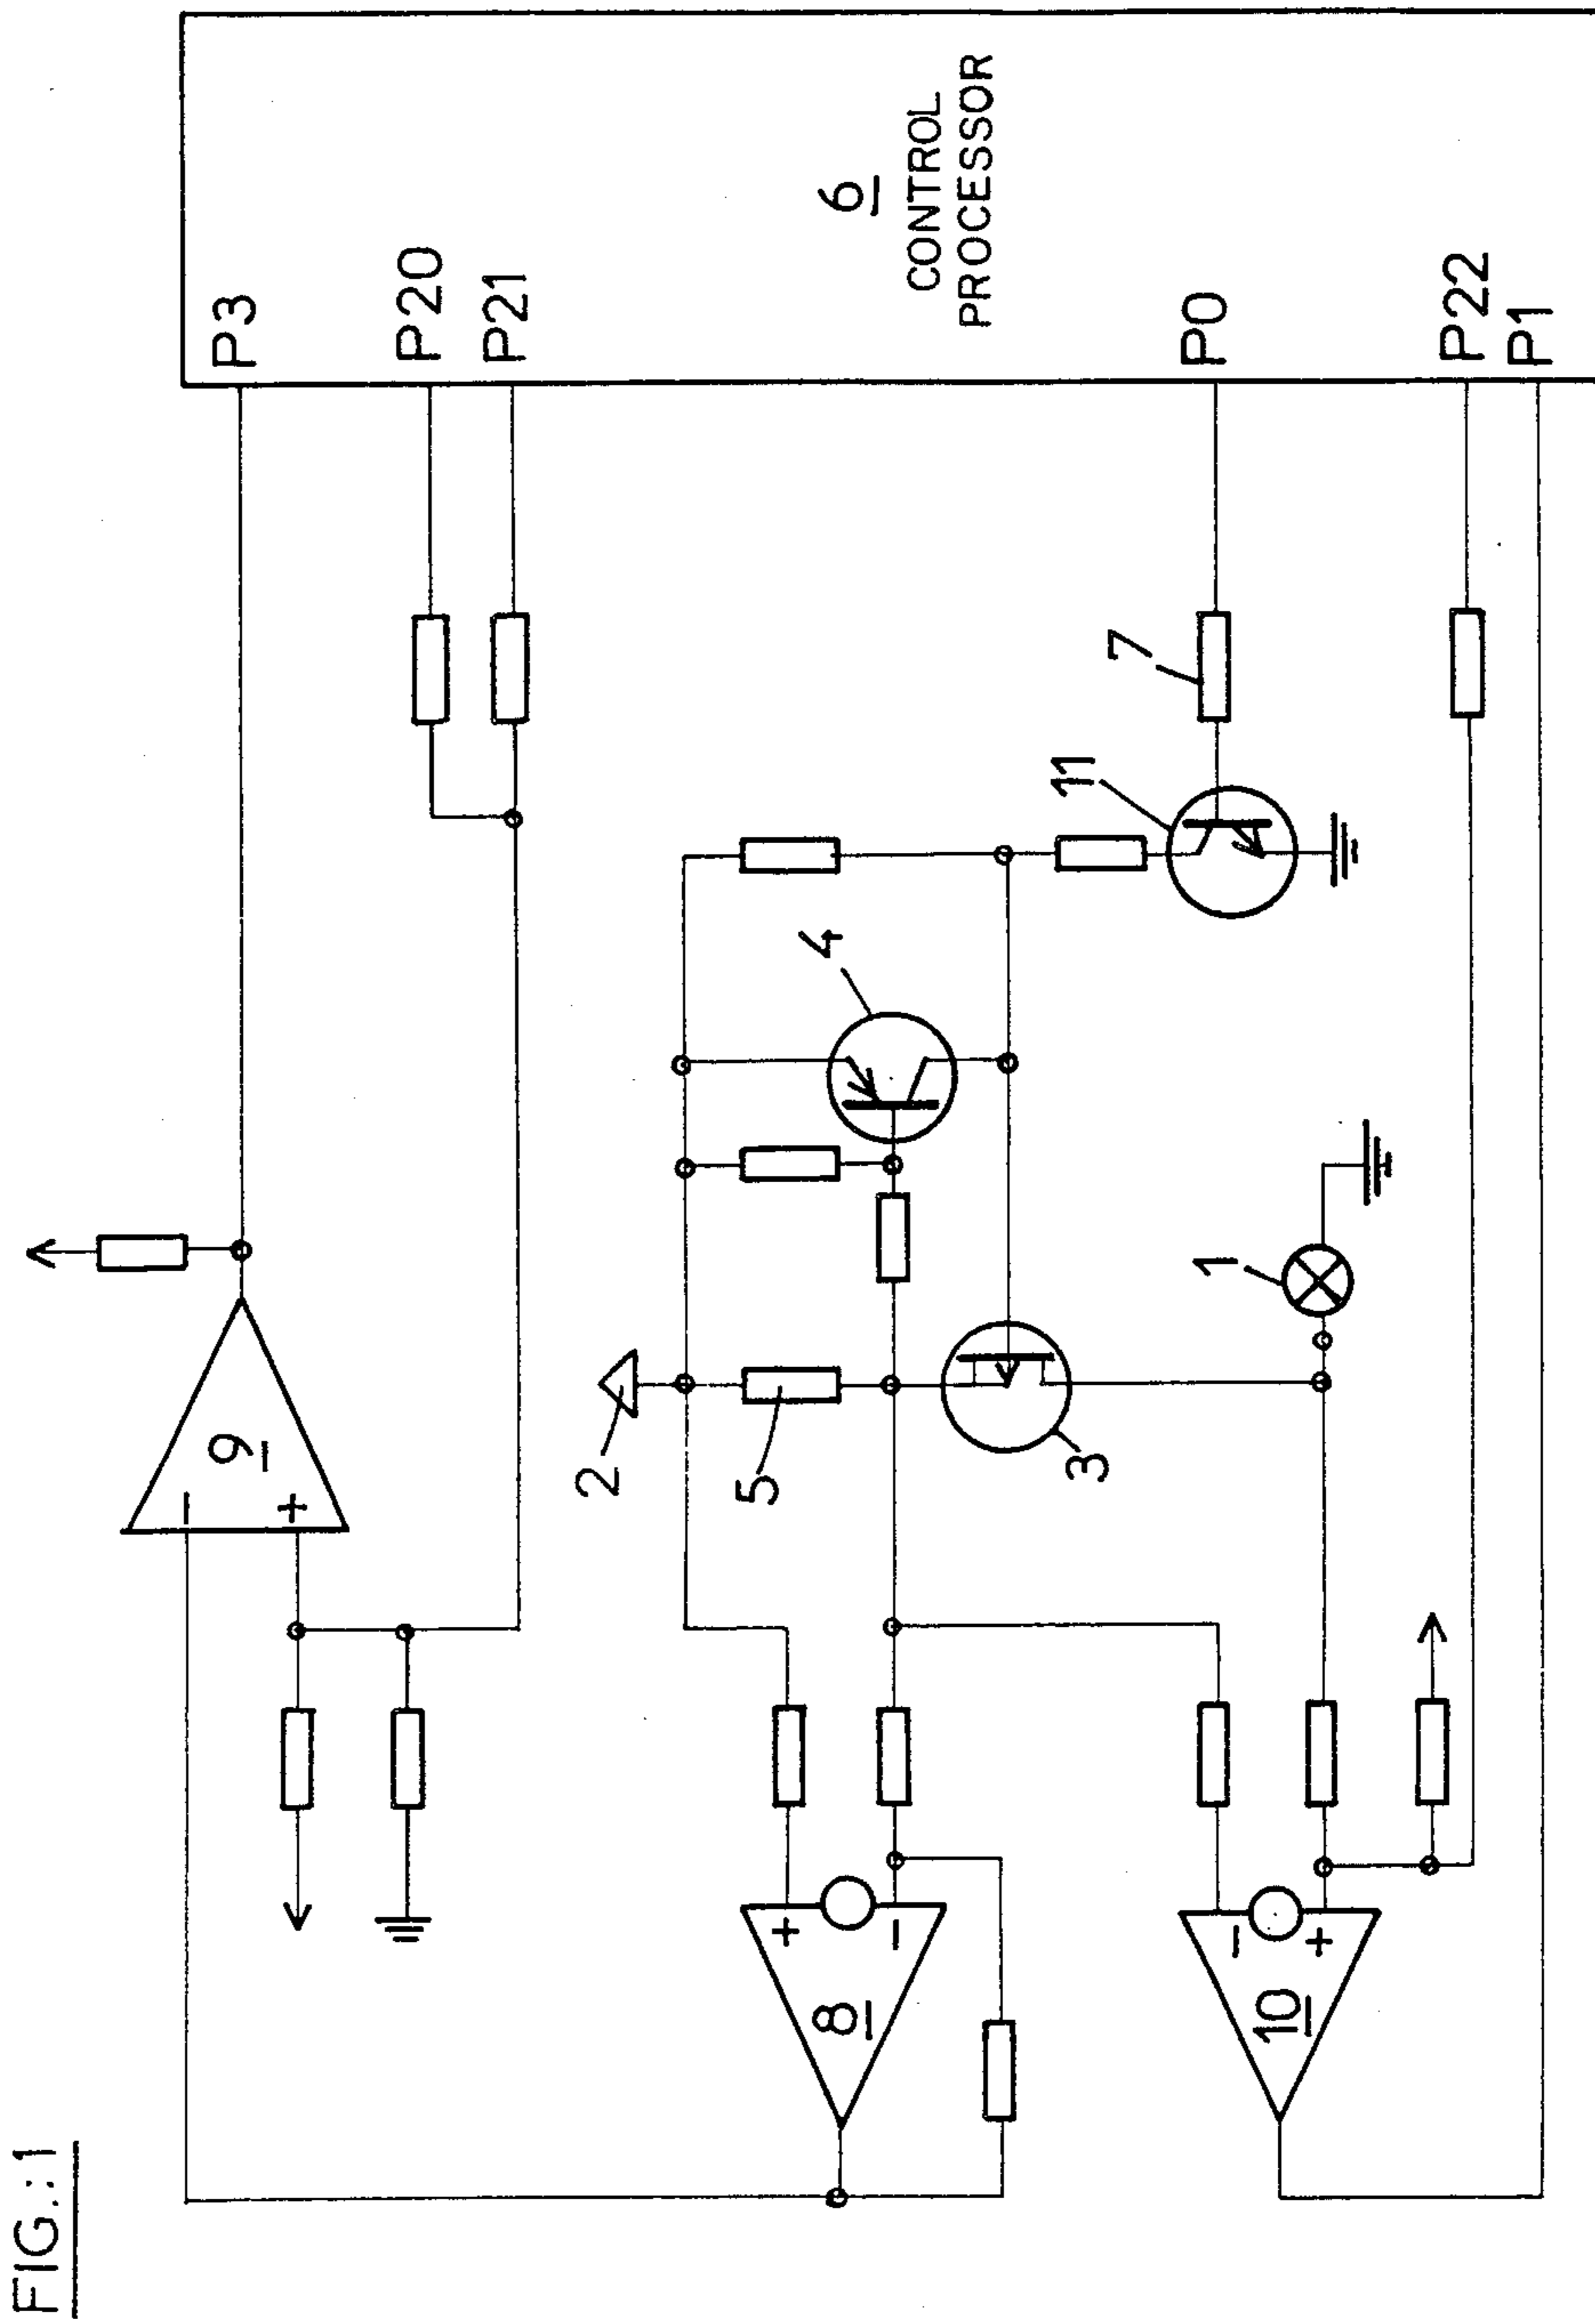 FIG.:1
P3
P20
P21
6
CONTROL
PROCESSOR
P0
P22
P1
9
-
+
2
5
3
4
11
7
1
8
+
-
10
-
+